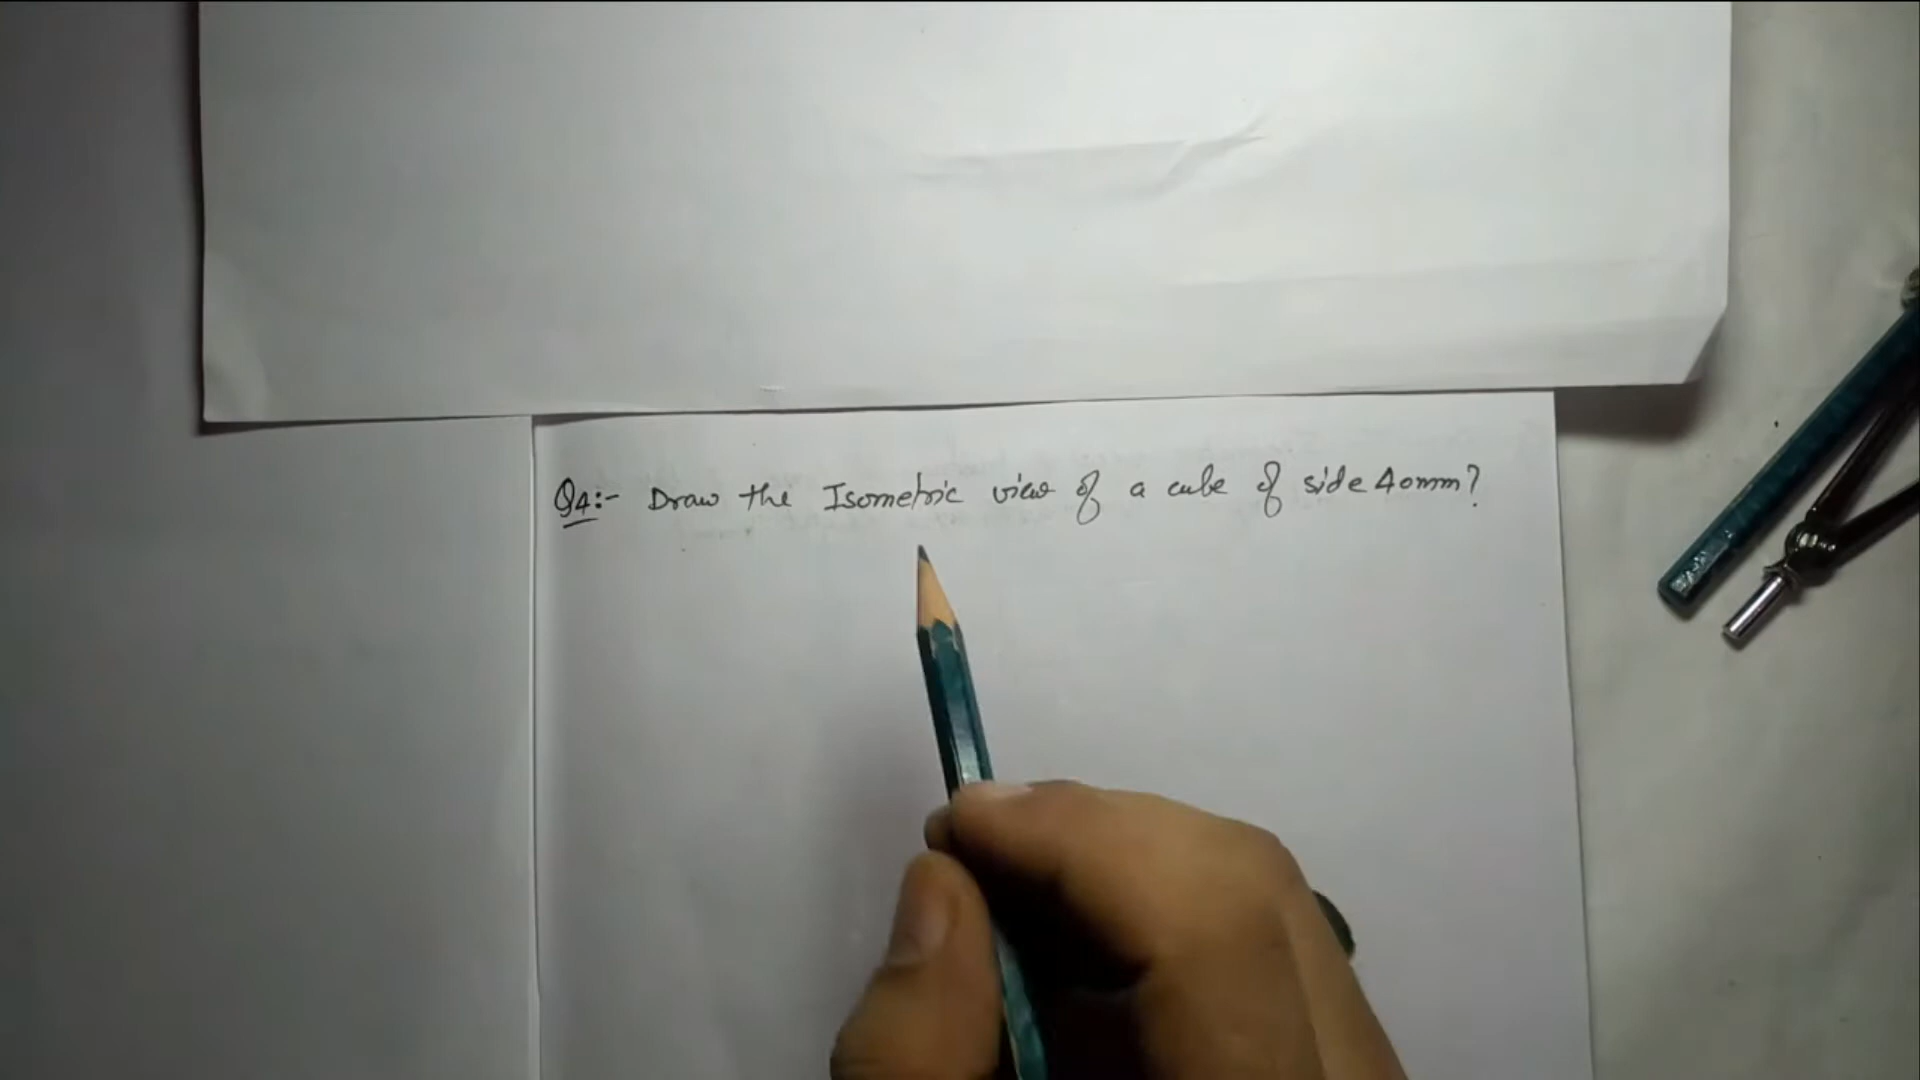 Q4:- Draw the Isometric view of a cube of side 40mm?